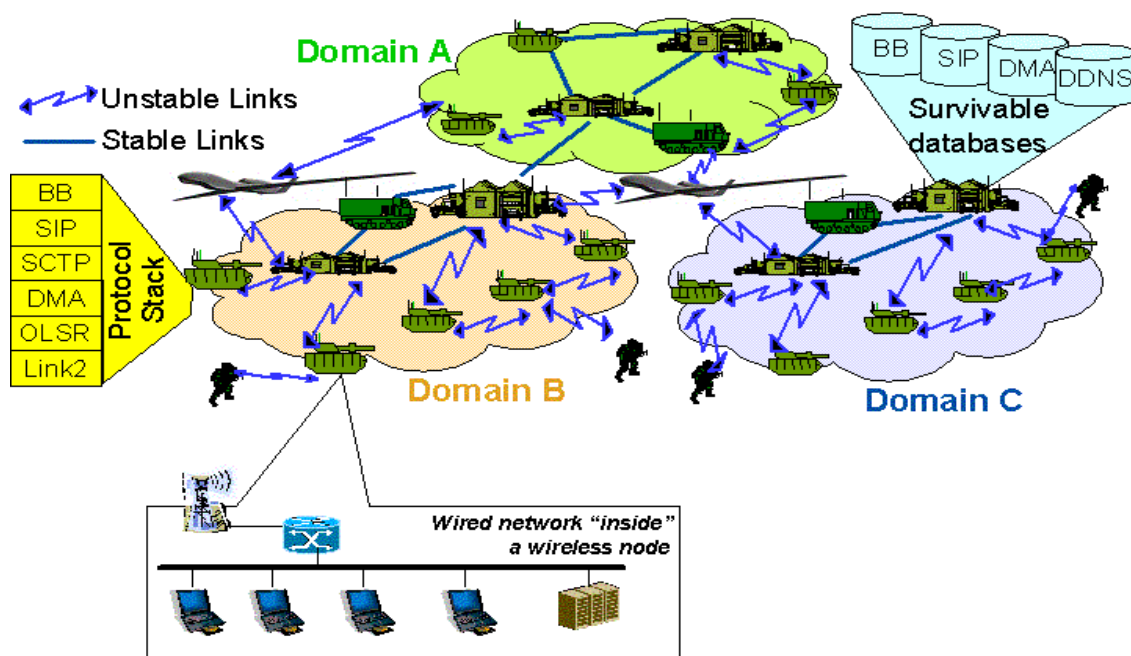 Domain A
BB
SIP
DMA
DDNS
Survivable
databases
Unstable Links
Stable Links
BB
SIP
SCTP
DMA
OLSR
Link2
Protocol
Stack
Domain B
Domain C
Wired network “inside”
a wireless node